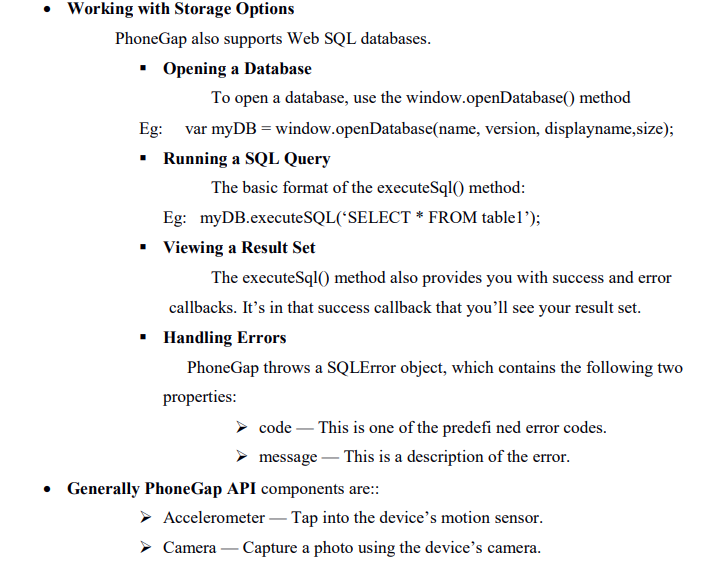 • Working with Storage Options
PhoneGap also supports Web SQL databases.
▪ Opening a Database
To open a database, use the window.openDatabase() method
Eg: var myDB = window.openDatabase(name, version, displayname,size);
▪ Running a SQL Query
The basic format of the executeSql() method:
Eg: myDB.executeSQL(‘SELECT * FROM table1’);
▪ Viewing a Result Set
The executeSql() method also provides you with success and error
callbacks. It’s in that success callback that you’ll see your result set.
▪ Handling Errors
PhoneGap throws a SQLError object, which contains the following two
properties:
➢ code — This is one of the predefi ned error codes.
➢ message — This is a description of the error.
• Generally PhoneGap API components are::
➢ Accelerometer — Tap into the device’s motion sensor.
➢ Camera — Capture a photo using the device’s camera.